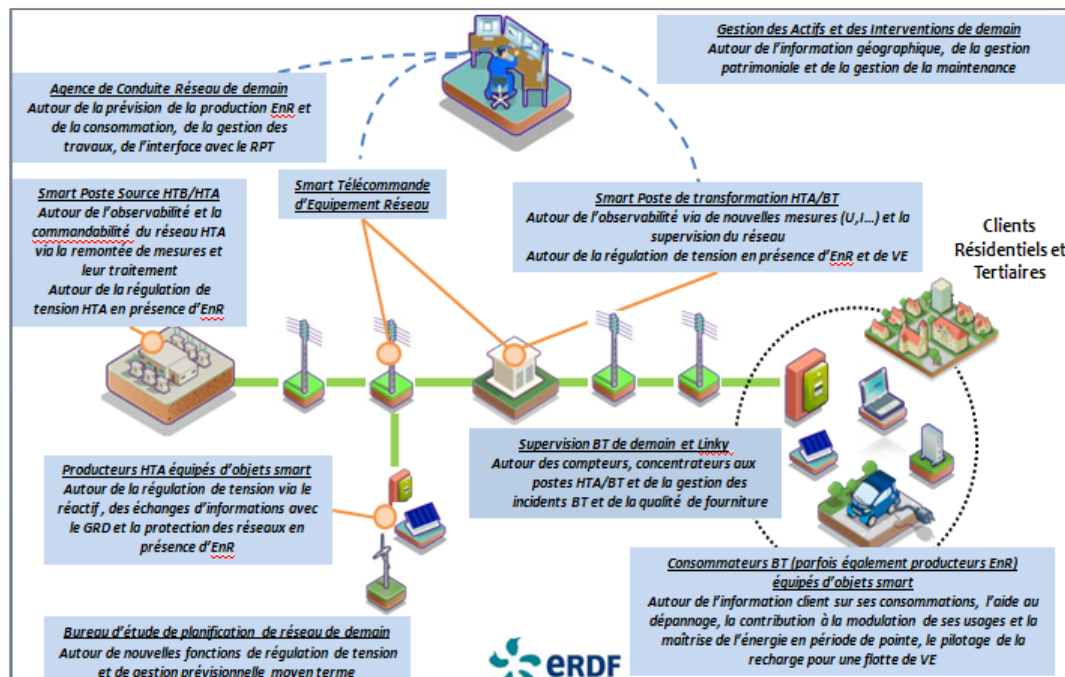 Gestion des Actifs et des Interventions de demain
Autour de l'information géographique, de la gestion
patrimoniale et de la gestion de la maintenance
Agence de Conduite Réseau de demain
Autour de la prévision de la production EnR et
de la consommation, de la gestion des
travaux, de l'interface avec le RPT
Smart Poste Source HTB/HTA
Autour de l'observabilité et la
commandabilité du réseau HTA
via la remontée de mesures et
leur traitement
Autour de la régulation de
tension HTA en présence d'EnR
Smart Télécommande
d'Equipement Réseau
Smart Poste de transformation HTA/BT
Autour de l'observabilité via de nouvelles mesures (U,I...) et la
supervision du réseau
Autour de la régulation de tension en présence d'EnR et de VE
Clients
Résidentiels et
Tertiaires
Producteurs HTA équipés d'objets smart
Autour de la régulation de tension via le
réactif, des échanges d'informations avec
le GRD et la protection des réseaux en
présence d'EnR
Supervision BT de demain et Linky
Autour des compteurs, concentrateurs aux
postes HTA/BT et de la gestion des
incidents BT et de la qualité de fourniture
Consommateurs BT (parfois également producteurs EnR)
équipés d'objets smart
Autour de l'information client sur ses consommations, l'aide au
dépannage, la contribution à la modulation de ses usages et la
maîtrise de l'énergie en période de pointe, le pilotage de la
recharge pour une flotte de VE
Bureau d'étude de planification de réseau de demain
Autour de nouvelles fonctions de régulation de tension
et de gestion prévisionnelle moyen terme
eRDF